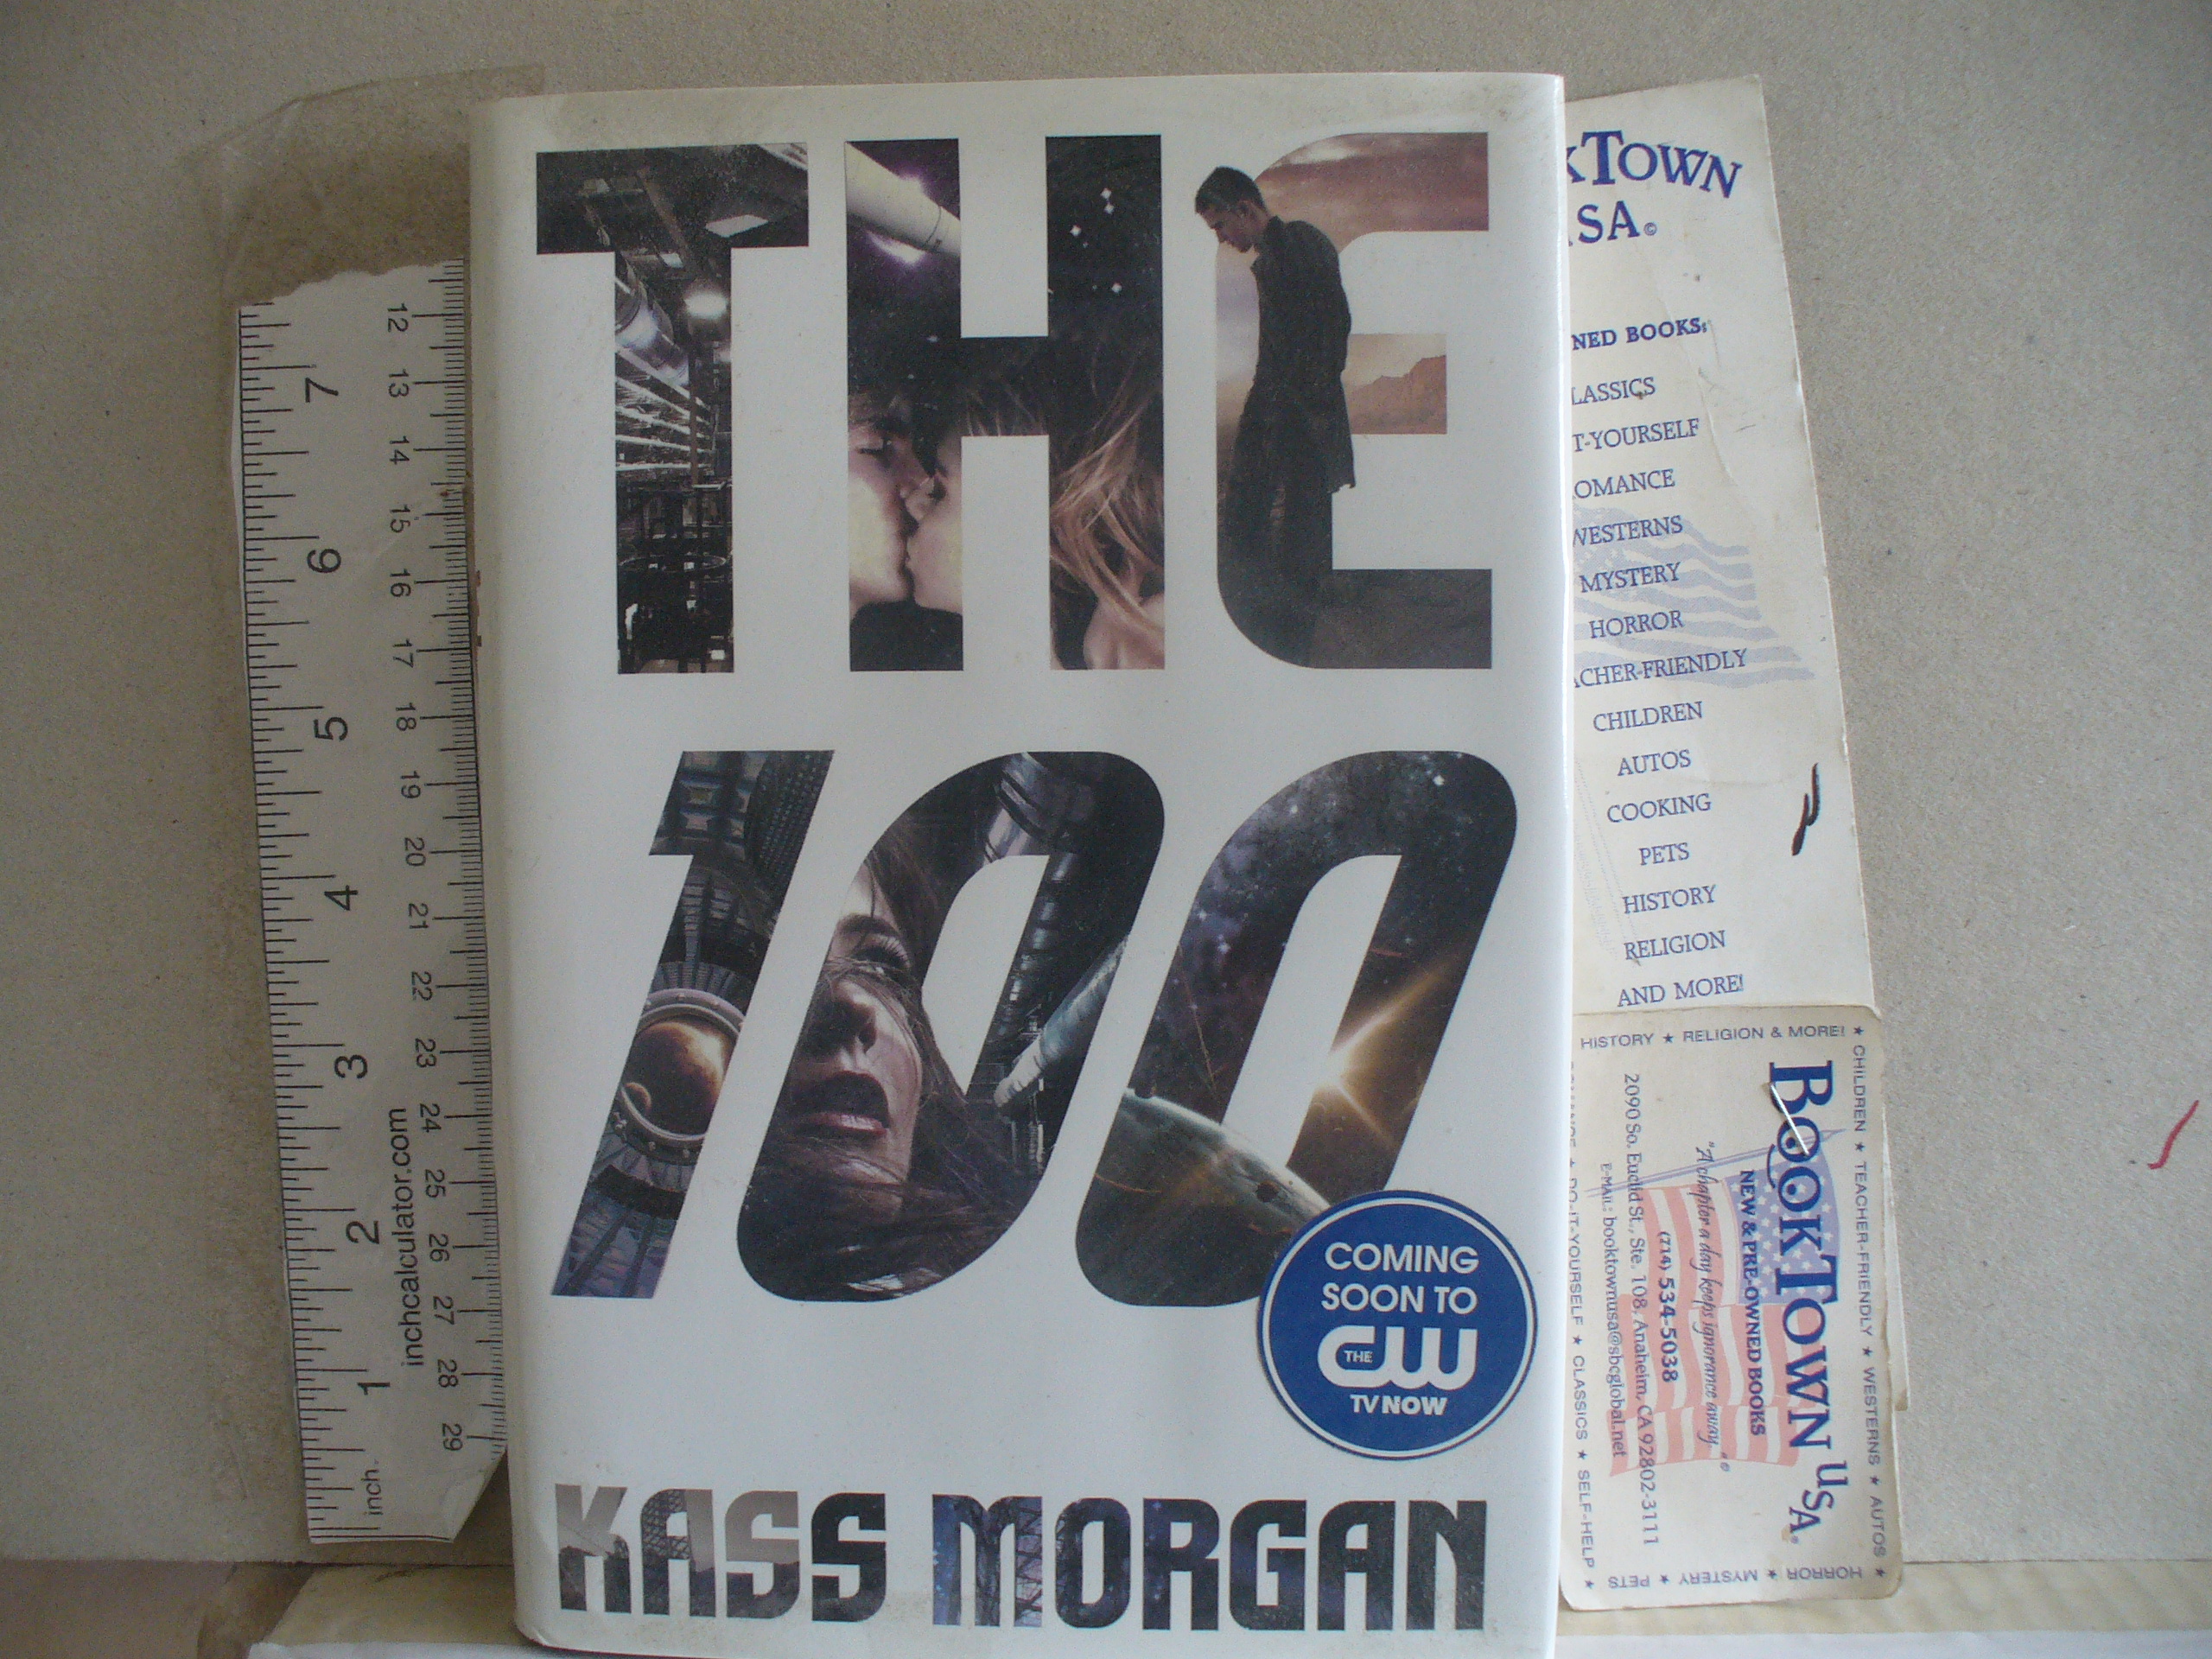 THE
100
COMING
SOON TO
THE CW
TV NOW
KASS MORGAN
7
6
5
4
3
2
1
inch.
12
13
14
15
16
17
18
19
20
21
22
23
24
25
26
27
28
29
inchcalculator.com
KTOWN
SA©
NED BOOKS:
LASSICS
T-YOURSELF
OMANCE
WESTERNS
MYSTERY
HORROR
ACHER-FRIENDLY
CHILDREN
AUTOS
COOKING
PETS
HISTORY
RELIGION
AND MORE!
BOOKTOWN USA
NEW & PRE-OWNED BOOKS
"A chapter a day keeps ignorance away..."©
(714) 534-5038
2090 So. Euclid St., Ste. 108, Anaheim, CA 92802-3111
E-MAIL: booktownusa@sbcglobal.net
HISTORY ★ RELIGION & MORE! ★
CHILDREN ★ TEACHER-FRIENDLY ★ WESTERNS ★ AUTOS ★
HORROR ★ MYSTERY ★ PETS ★
★ DO-IT-YOURSELF ★ CLASSICS ★ SELF-HELP